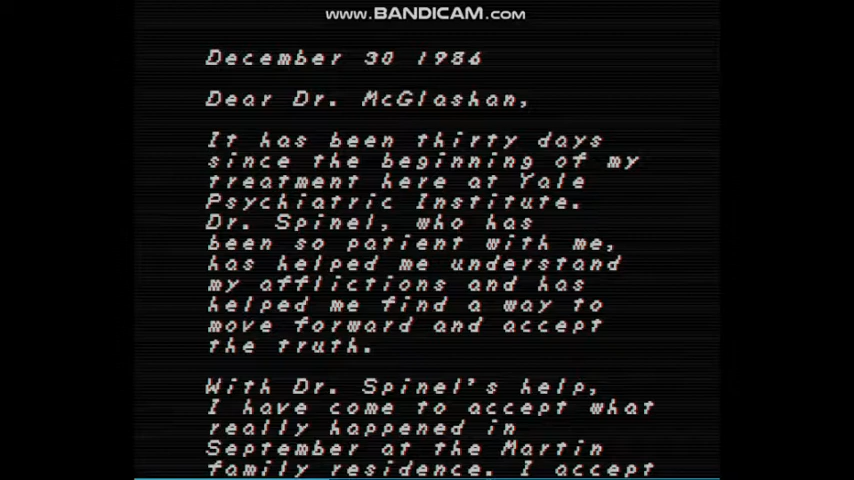 www.BANDICAM.com
December 30 1986
Dear Dr. McGlashan,
It has been thirty days
since the beginning of my
treatment here at Yale
Psychiatric Institute.
Dr. Spinel, who has
been so patient with me,
has helped me understand
my afflictions and has
helped me find a way to
move forward and accept
the truth.
With Dr. Spinel's help,
I have come to accept what
really happened in
September at the Martin
family residence. I accept